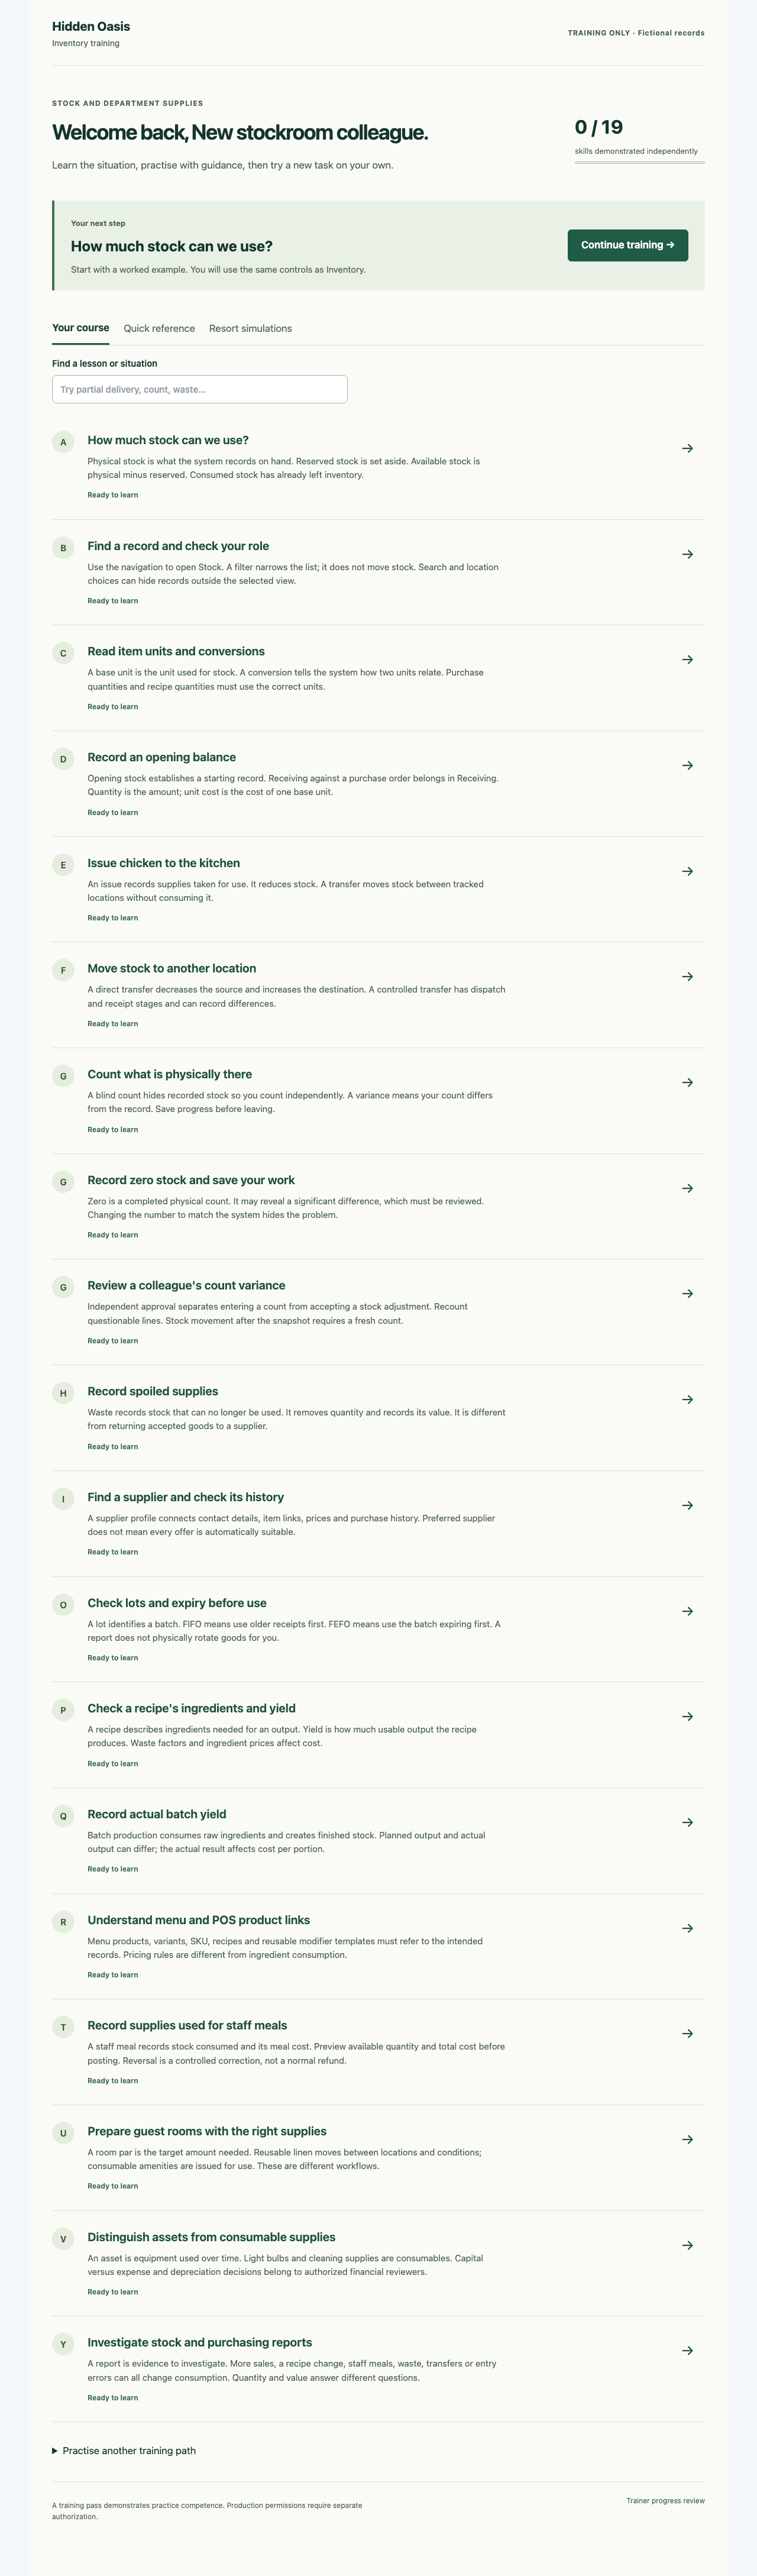 Hidden Oasis
Inventory training
TRAINING ONLY · Fictional records
STOCK AND DEPARTMENT SUPPLIES
Welcome back, New stockroom colleague.
Learn the situation, practise with guidance, then try a new task on your own.
0 / 19
skills demonstrated independently
Your next step
How much stock can we use?
Start with a worked example. You will use the same controls as Inventory.
Continue training →
Your course
Quick reference
Resort simulations
Find a lesson or situation
Try partial delivery, count, waste...
A
How much stock can we use?
Physical stock is what the system records on hand. Reserved stock is set aside. Available stock is
physical minus reserved. Consumed stock has already left inventory.
Ready to learn
→
B
Find a record and check your role
Use the navigation to open Stock. A filter narrows the list; it does not move stock. Search and location
choices can hide records outside the selected view.
Ready to learn
→
C
Read item units and conversions
A base unit is the unit used for stock. A conversion tells the system how two units relate. Purchase
quantities and recipe quantities must use the correct units.
Ready to learn
→
D
Record an opening balance
Opening stock establishes a starting record. Receiving against a purchase order belongs in Receiving.
Quantity is the amount; unit cost is the cost of one base unit.
Ready to learn
→
E
Issue chicken to the kitchen
An issue records supplies taken for use. It reduces stock. A transfer moves stock between tracked
locations without consuming it.
Ready to learn
→
F
Move stock to another location
A direct transfer decreases the source and increases the destination. A controlled transfer has dispatch
and receipt stages and can record differences.
Ready to learn
→
G
Count what is physically there
A blind count hides recorded stock so you count independently. A variance means your count differs
from the record. Save progress before leaving.
Ready to learn
→
G
Record zero stock and save your work
Zero is a completed physical count. It may reveal a significant difference, which must be reviewed.
Changing the number to match the system hides the problem.
Ready to learn
→
G
Review a colleague's count variance
Independent approval separates entering a count from accepting a stock adjustment. Recount
questionable lines. Stock movement after the snapshot requires a fresh count.
Ready to learn
→
H
Record spoiled supplies
Waste records stock that can no longer be used. It removes quantity and records its value. It is different
from returning accepted goods to a supplier.
Ready to learn
→
I
Find a supplier and check its history
A supplier profile connects contact details, item links, prices and purchase history. Preferred supplier
does not mean every offer is automatically suitable.
Ready to learn
→
O
Check lots and expiry before use
A lot identifies a batch. FIFO means use older receipts first. FEFO means use the batch expiring first. A
report does not physically rotate goods for you.
Ready to learn
→
P
Check a recipe's ingredients and yield
A recipe describes ingredients needed for an output. Yield is how much usable output the recipe
produces. Waste factors and ingredient prices affect cost.
Ready to learn
→
Q
Record actual batch yield
Batch production consumes raw ingredients and creates finished stock. Planned output and actual
output can differ; the actual result affects cost per portion.
Ready to learn
→
R
Understand menu and POS product links
Menu products, variants, SKU, recipes and reusable modifier templates must refer to the intended
records. Pricing rules are different from ingredient consumption.
Ready to learn
→
T
Record supplies used for staff meals
A staff meal records stock consumed and its meal cost. Preview available quantity and total cost before
posting. Reversal is a controlled correction, not a normal refund.
Ready to learn
→
U
Prepare guest rooms with the right supplies
A room par is the target amount needed. Reusable linen moves between locations and conditions;
consumable amenities are issued for use. These are different workflows.
Ready to learn
→
V
Distinguish assets from consumable supplies
An asset is equipment used over time. Light bulbs and cleaning supplies are consumables. Capital
versus expense and depreciation decisions belong to authorized financial reviewers.
Ready to learn
→
Y
Investigate stock and purchasing reports
A report is evidence to investigate. More sales, a recipe change, staff meals, waste, transfers or entry
errors can all change consumption. Quantity and value answer different questions.
Ready to learn
→
▶ Practise another training path
A training pass demonstrates practice competence. Production permissions require separate
authorization.
Trainer progress review